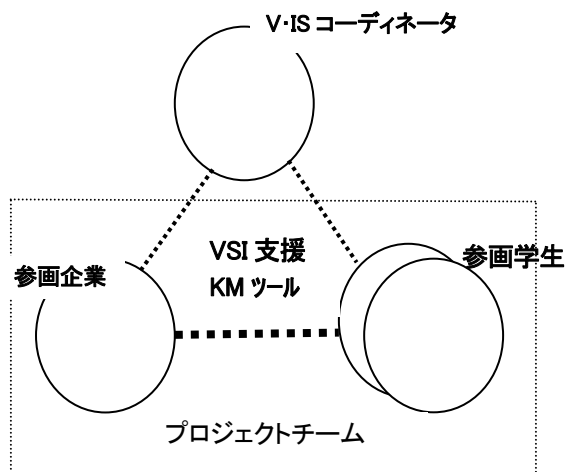 V·IS コーディネータ
VSI 支援
KM ツール
参画企業
参画学生
プロジェクトチーム